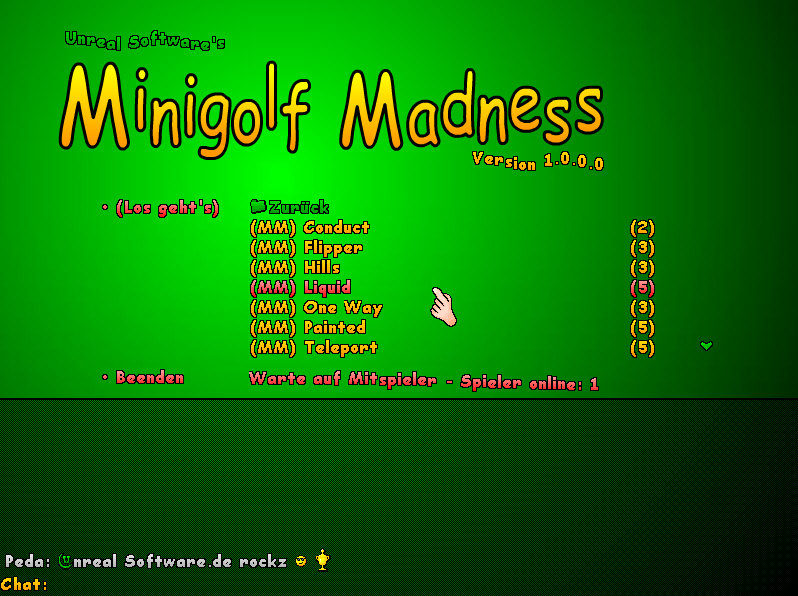 Unreal Software's
Minigolf Madness
Version 1.0.0.0
• (Los geht's)
Zurück
(MM) Conduct (2)
(MM) Flipper (3)
(MM) Hills (3)
(MM) Liquid (5)
(MM) One Way (3)
(MM) Painted (5)
(MM) Teleport (5)
• Beenden
Warte auf Mitspieler - Spieler online: 1
Peda: Unreal Software.de rockz
Chat: